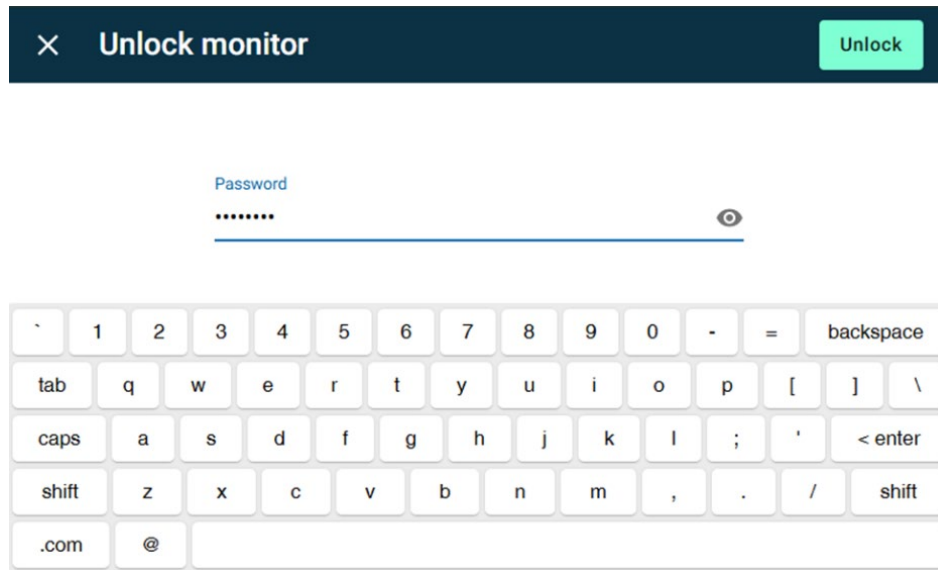 Unlock monitor Unlock
Password
••••••••
` 1 2 3 4 5 6 7 8 9 0 - = backspace
tab q w e r t y u i o p [ ] \
caps a s d f g h j k l ; ' < enter
shift z x c v b n m , . / shift
.com @